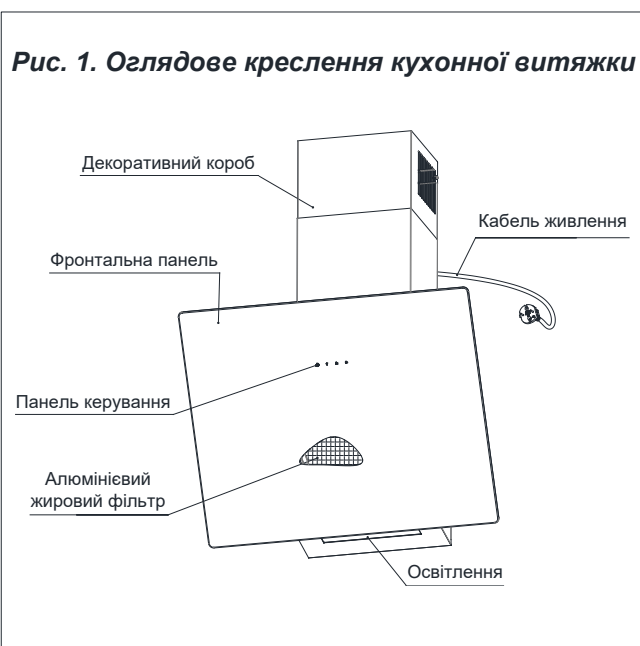 Рис. 1. Оглядове креслення кухонної витяжки
Декоративний короб
Кабель живлення
Фронтальна панель
Панель керування
Алюмінієвий
жировий фільтр
Освітлення